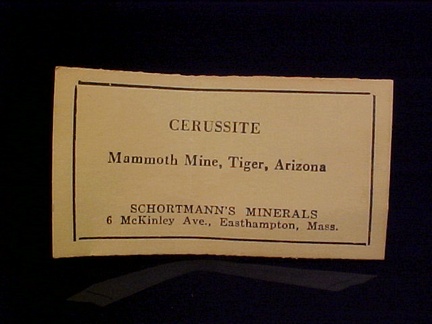 CERUSSITE
Mammoth Mine, Tiger, Arizona
SCHORTMANN'S MINERALS
6 McKinley Ave., Easthampton, Mass.